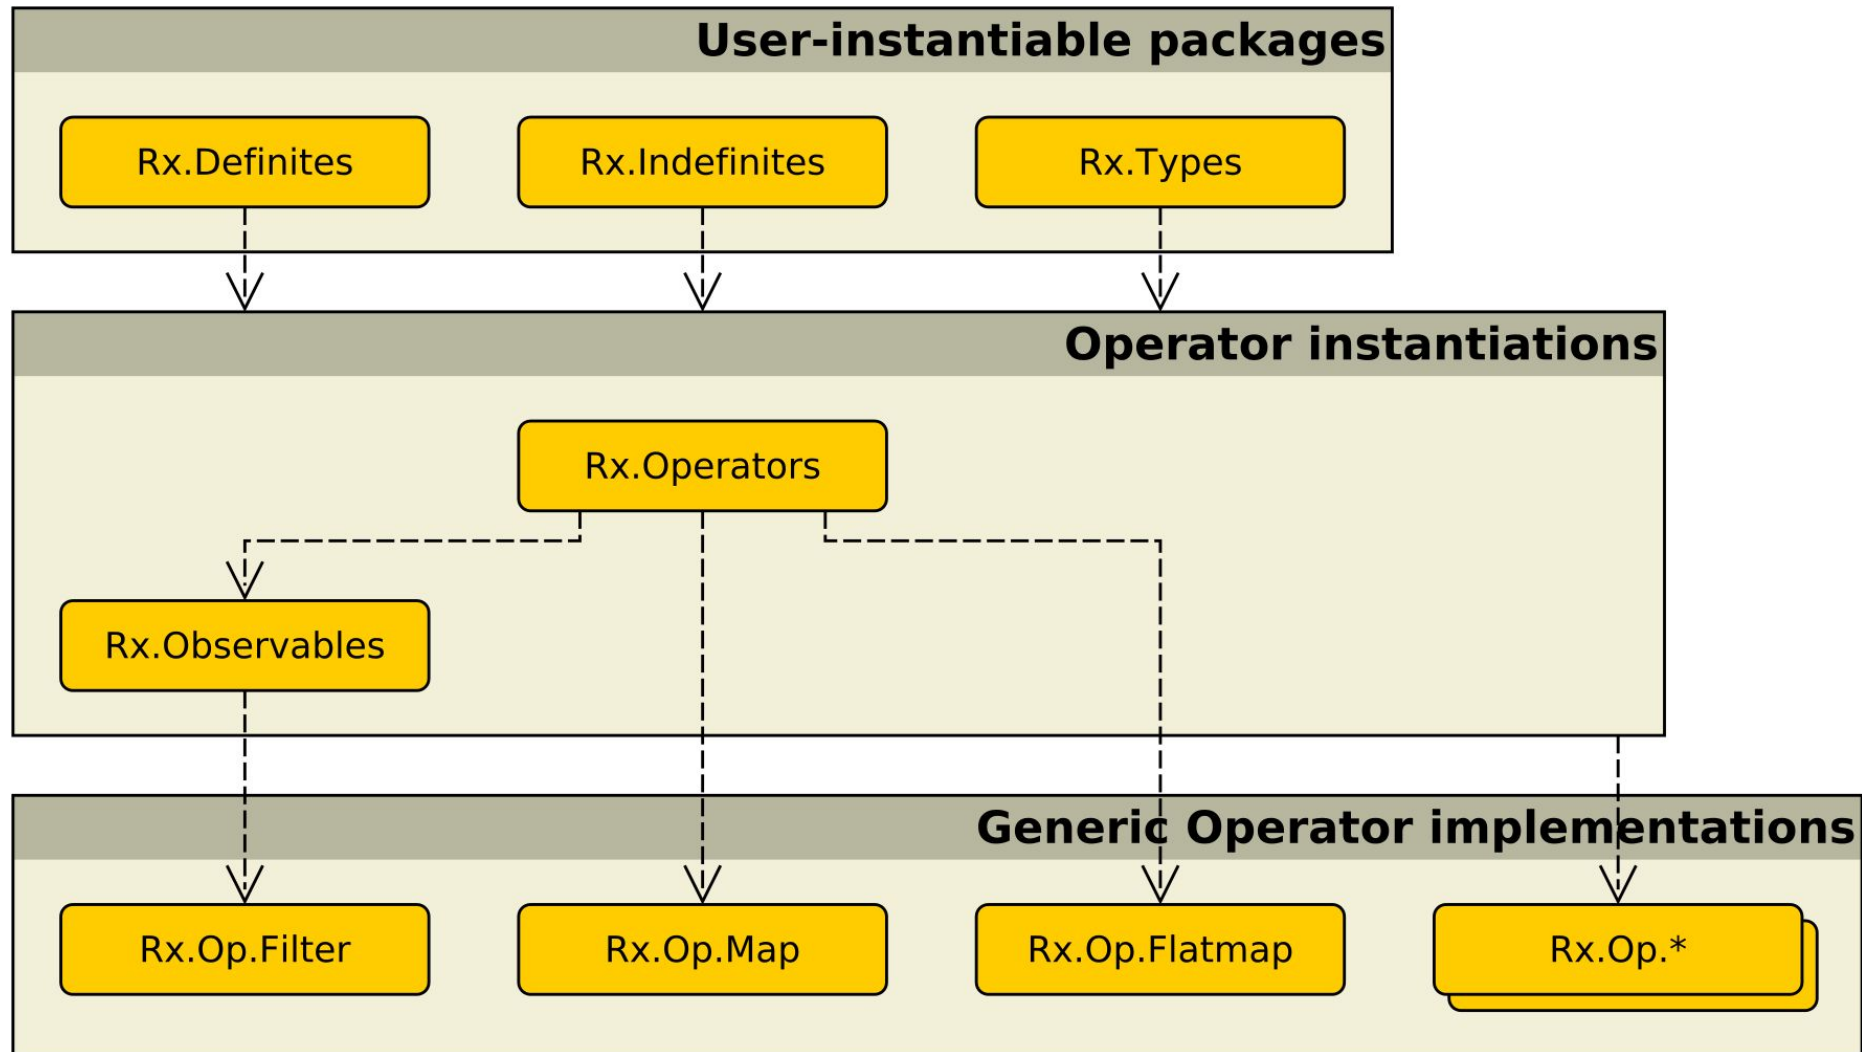 User-instantiable packages
Rx.Definites
Rx.Indefinites
Rx.Types
Operator instantiations
Rx.Operators
Rx.Observables
Generic Operator implementations
Rx.Op.Filter
Rx.Op.Map
Rx.Op.Flatmap
Rx.Op.*